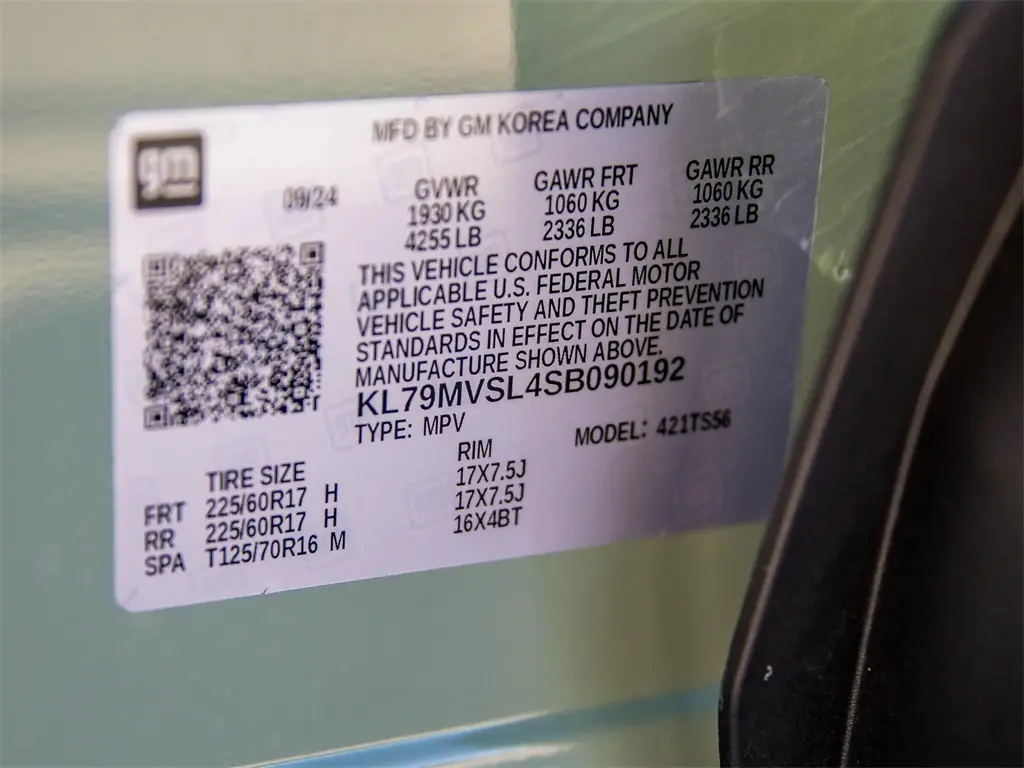 gm
MFD BY GM KOREA COMPANY
09/24
GVWR GAWR FRT GAWR RR
1930 KG 1060 KG 1060 KG
4255 LB 2336 LB 2336 LB
THIS VEHICLE CONFORMS TO ALL
APPLICABLE U.S. FEDERAL MOTOR
VEHICLE SAFETY AND THEFT PREVENTION
STANDARDS IN EFFECT ON THE DATE OF
MANUFACTURE SHOWN ABOVE.
KL79MVSL4SB090192
TYPE: MPV MODEL: 421TS56
TIRE SIZE RIM
FRT 225/60R17 H 17X7.5J
RR 225/60R17 H 17X7.5J
SPA T125/70R16 M 16X4BT